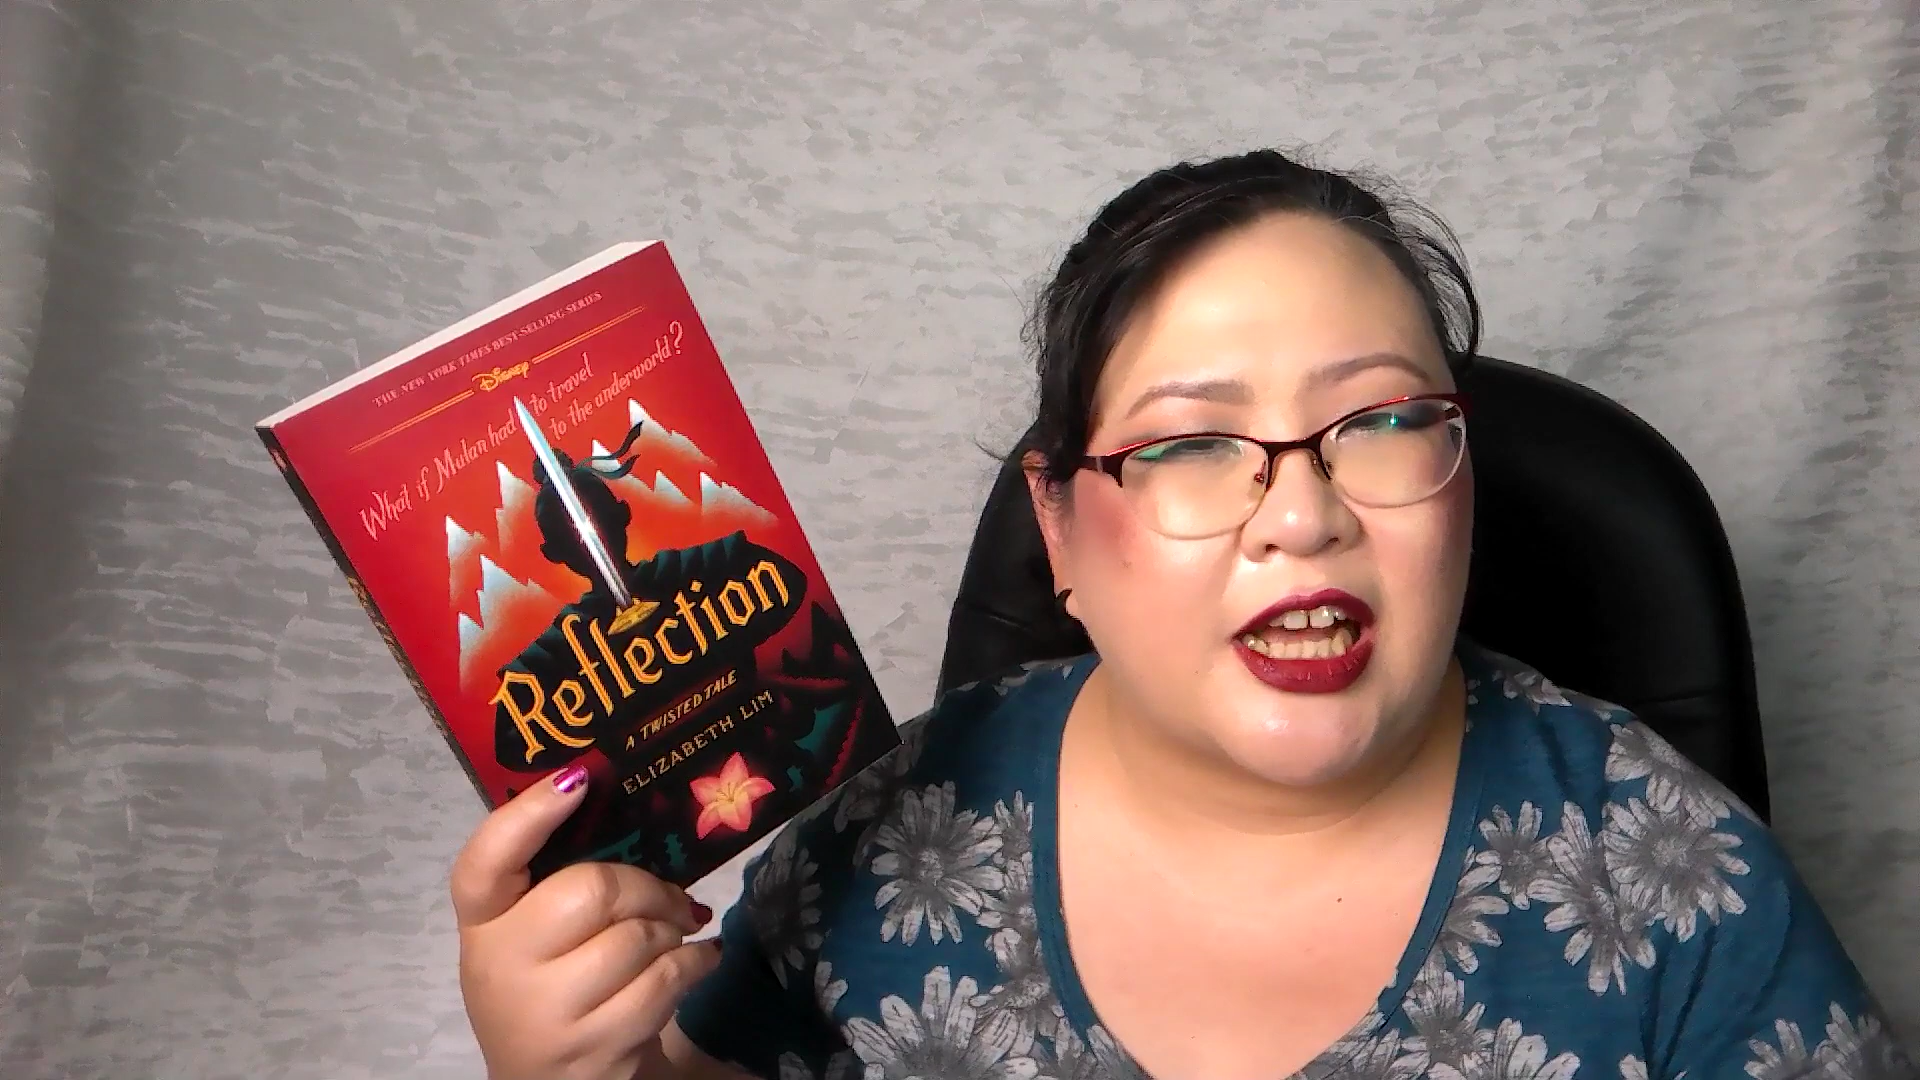 THE NEW YORK TIMES BEST-SELLING SERIES
DISNEY
What if Mulan had to travel
to the underworld?
Reflection
A TWISTED TALE
ELIZABETH LIM